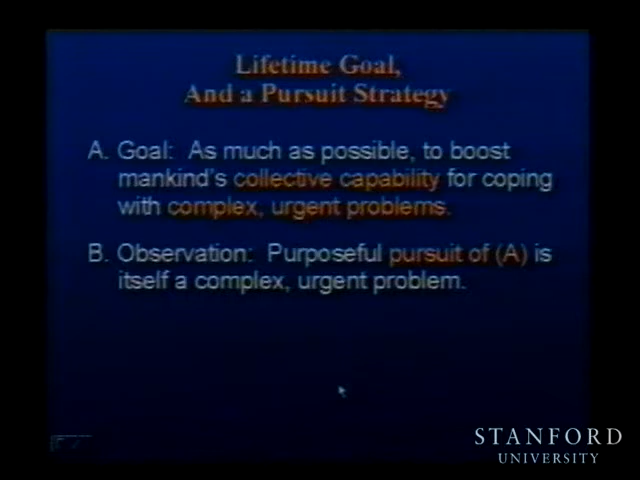 Lifetime Goal,
And a Pursuit Strategy
A. Goal: As much as possible, to boost
mankind's collective capability for coping
with complex, urgent problems.
B. Observation: Purposeful pursuit of (A) is
itself a complex, urgent problem.
STANFORD
UNIVERSITY